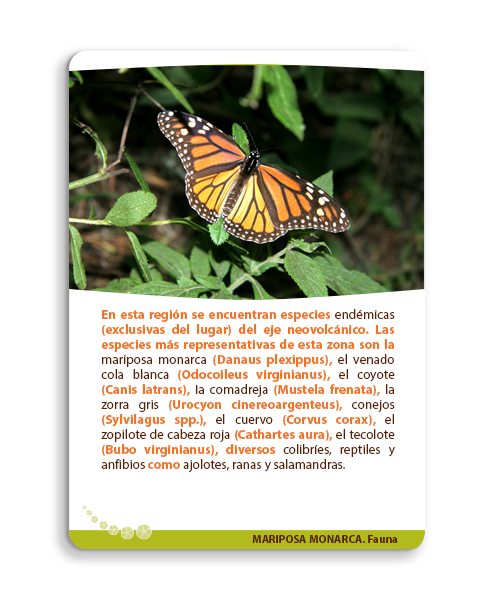 En esta región se encuentran especies endémicas
(exclusivas del lugar) del eje neovolcánico. Las
especies más representativas de esta zona son la
mariposa monarca (Danaus plexippus), el venado
cola blanca (Odocoileus virginianus), el coyote
(Canis latrans), la comadreja (Mustela frenata), la
zorra gris (Urocyon cinereoargenteus), conejos
(Sylvilagus spp.), el cuervo (Corvus corax), el
zopilote de cabeza roja (Cathartes aura), el tecolote
(Bubo virginianus), diversos colibríes, reptiles y
anfibios como ajolotes, ranas y salamandras.
MARIPOSA MONARCA. Fauna